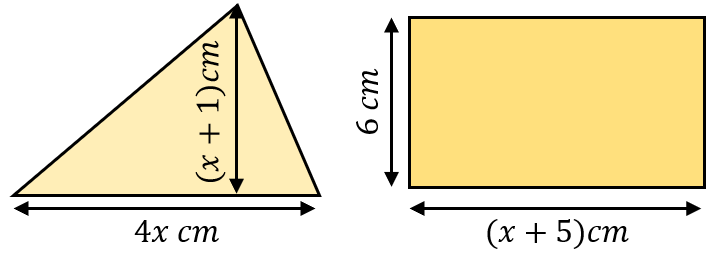 (x + 1)cm
4x cm
6 cm
(x + 5)cm